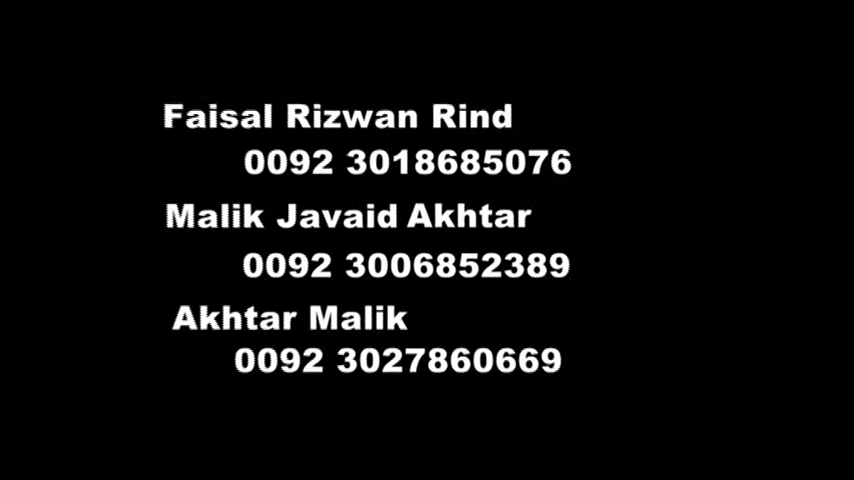 Faisal Rizwan Rind
0092 3018685076
Malik Javaid Akhtar
0092 3006852389
Akhtar Malik
0092 3027860669